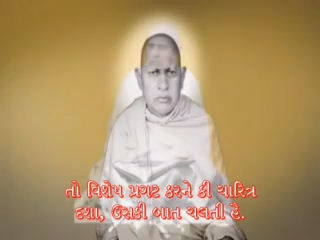 તો વિશેષ પ્રગટ કરને કી ચારિત્ર
દશા, ઉસકી બાત ચલતી હૈ.